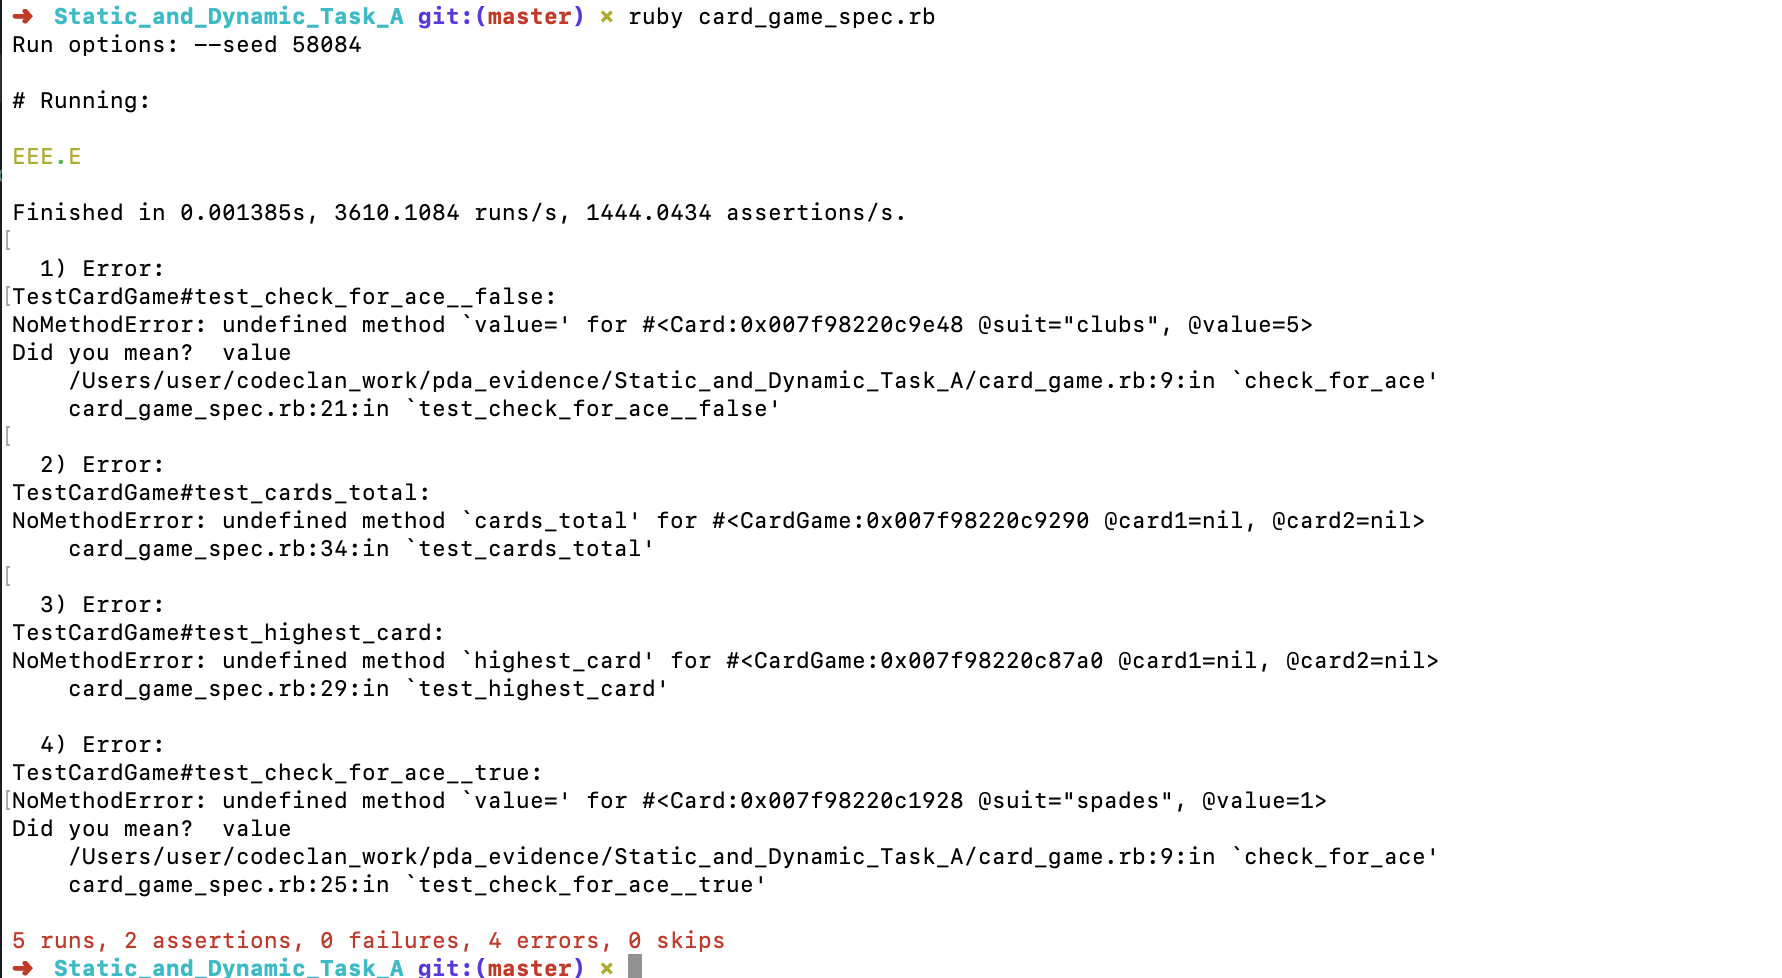 ➜  Static_and_Dynamic_Task_A git:(master) ✗ ruby card_game_spec.rb
Run options: --seed 58084

# Running:

EEE.E

Finished in 0.001385s, 3610.1084 runs/s, 1444.0434 assertions/s.
[
  1) Error:
[TestCardGame#test_check_for_ace__false:
NoMethodError: undefined method `value=' for #<Card:0x007f98220c9e48 @suit="clubs", @value=5>
Did you mean?  value
    /Users/user/codeclan_work/pda_evidence/Static_and_Dynamic_Task_A/card_game.rb:9:in `check_for_ace'
    card_game_spec.rb:21:in `test_check_for_ace__false'
[
  2) Error:
TestCardGame#test_cards_total:
NoMethodError: undefined method `cards_total' for #<CardGame:0x007f98220c9290 @card1=nil, @card2=nil>
    card_game_spec.rb:34:in `test_cards_total'
[
  3) Error:
TestCardGame#test_highest_card:
NoMethodError: undefined method `highest_card' for #<CardGame:0x007f98220c87a0 @card1=nil, @card2=nil>
    card_game_spec.rb:29:in `test_highest_card'

  4) Error:
TestCardGame#test_check_for_ace__true:
[NoMethodError: undefined method `value=' for #<Card:0x007f98220c1928 @suit="spades", @value=1>
Did you mean?  value
    /Users/user/codeclan_work/pda_evidence/Static_and_Dynamic_Task_A/card_game.rb:9:in `check_for_ace'
    card_game_spec.rb:25:in `test_check_for_ace__true'

5 runs, 2 assertions, 0 failures, 4 errors, 0 skips
➜  Static_and_Dynamic_Task_A git:(master) ✗